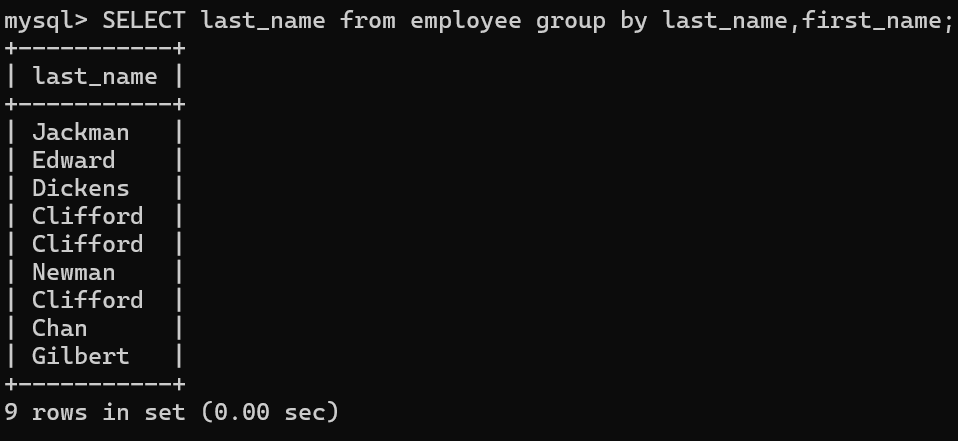 mysql> SELECT last_name from employee group by last_name,first_name;
+-----------+
| last_name |
+-----------+
| Jackman   |
| Edward    |
| Dickens   |
| Clifford  |
| Clifford  |
| Newman    |
| Clifford  |
| Chan      |
| Gilbert   |
+-----------+
9 rows in set (0.00 sec)